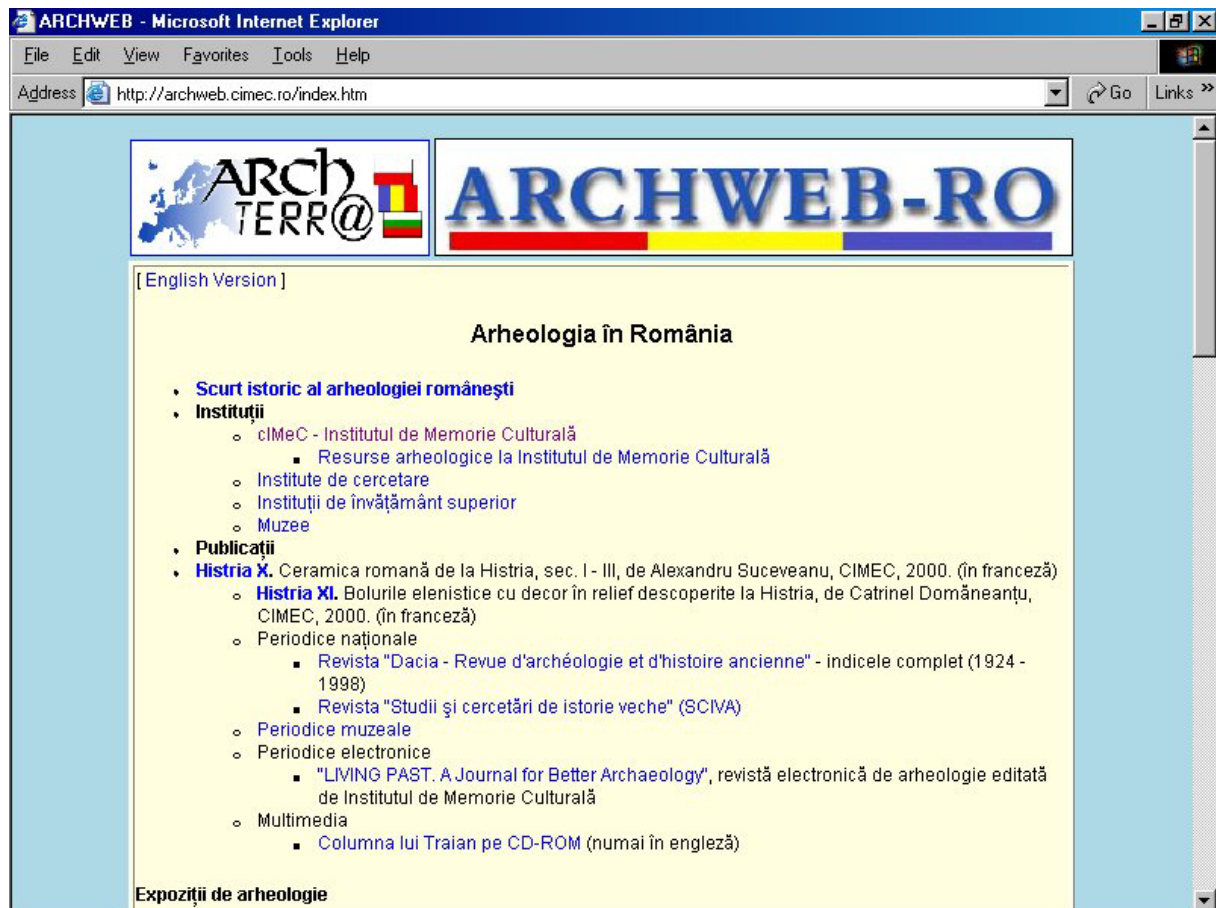 ARCHWEB - Microsoft Internet Explorer
File Edit View Favorites Tools Help
Address http://archweb.cimec.ro/index.htm Go Links »
ARCh
TERR@
ARCHWEB-RO
[ English Version ]
Arheologia în România
Scurt istoric al arheologiei româneşti
Instituţii
cIMeC - Institutul de Memorie Culturală
Resurse arheologice la Institutul de Memorie Culturală
Institute de cercetare
Instituţii de învăţământ superior
Muzee
Publicaţii
Histria X. Ceramica romană de la Histria, sec. I - III, de Alexandru Suceveanu, CIMEC, 2000. (în franceză)
Histria XI. Bolurile elenistice cu decor în relief descoperite la Histria, de Catrinel Domăneanţu,
CIMEC, 2000. (în franceză)
Periodice naţionale
Revista "Dacia - Revue d'archéologie et d'histoire ancienne" - indicele complet (1924 -
1998)
Revista "Studii şi cercetări de istorie veche" (SCIVA)
Periodice muzeale
Periodice electronice
"LIVING PAST. A Journal for Better Archaeology", revistă electronică de arheologie editată
de Institutul de Memorie Culturală
Multimedia
Columna lui Traian pe CD-ROM (numai în engleză)
Expoziţii de arheologie